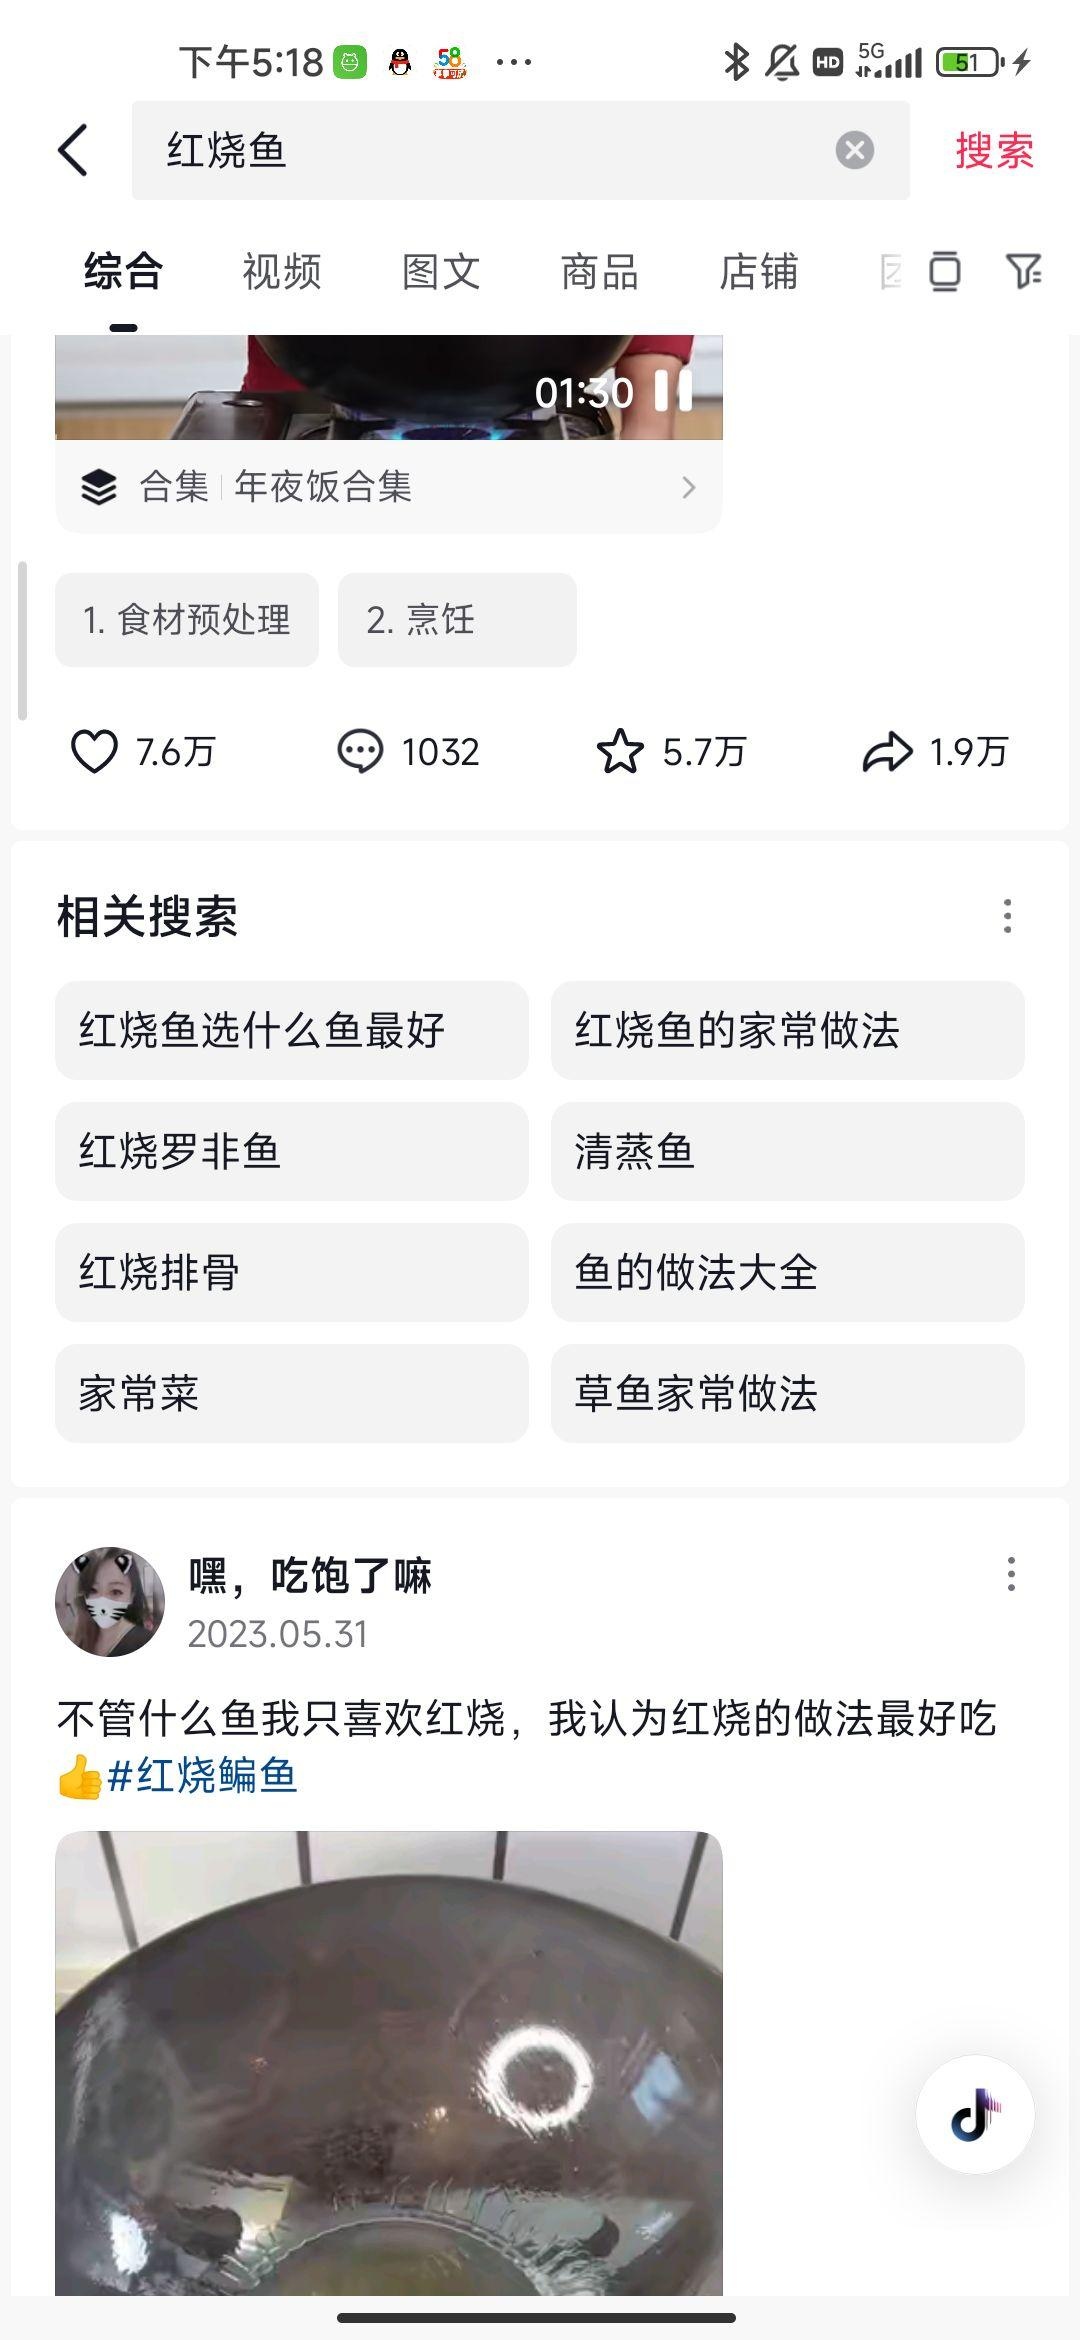 下午5:18
58
HD 5G 51
红烧鱼
搜索
综合 视频 图文 商品 店铺
01:30
合集 年夜饭合集
1. 食材预处理 2. 烹饪
7.6万 1032 5.7万 1.9万
相关搜索
红烧鱼选什么鱼最好 红烧鱼的家常做法
红烧罗非鱼 清蒸鱼
红烧排骨 鱼的做法大全
家常菜 草鱼家常做法
嘿，吃饱了嘛
2023.05.31
不管什么鱼我只喜欢红烧，我认为红烧的做法最好吃
👍#红烧鳊鱼